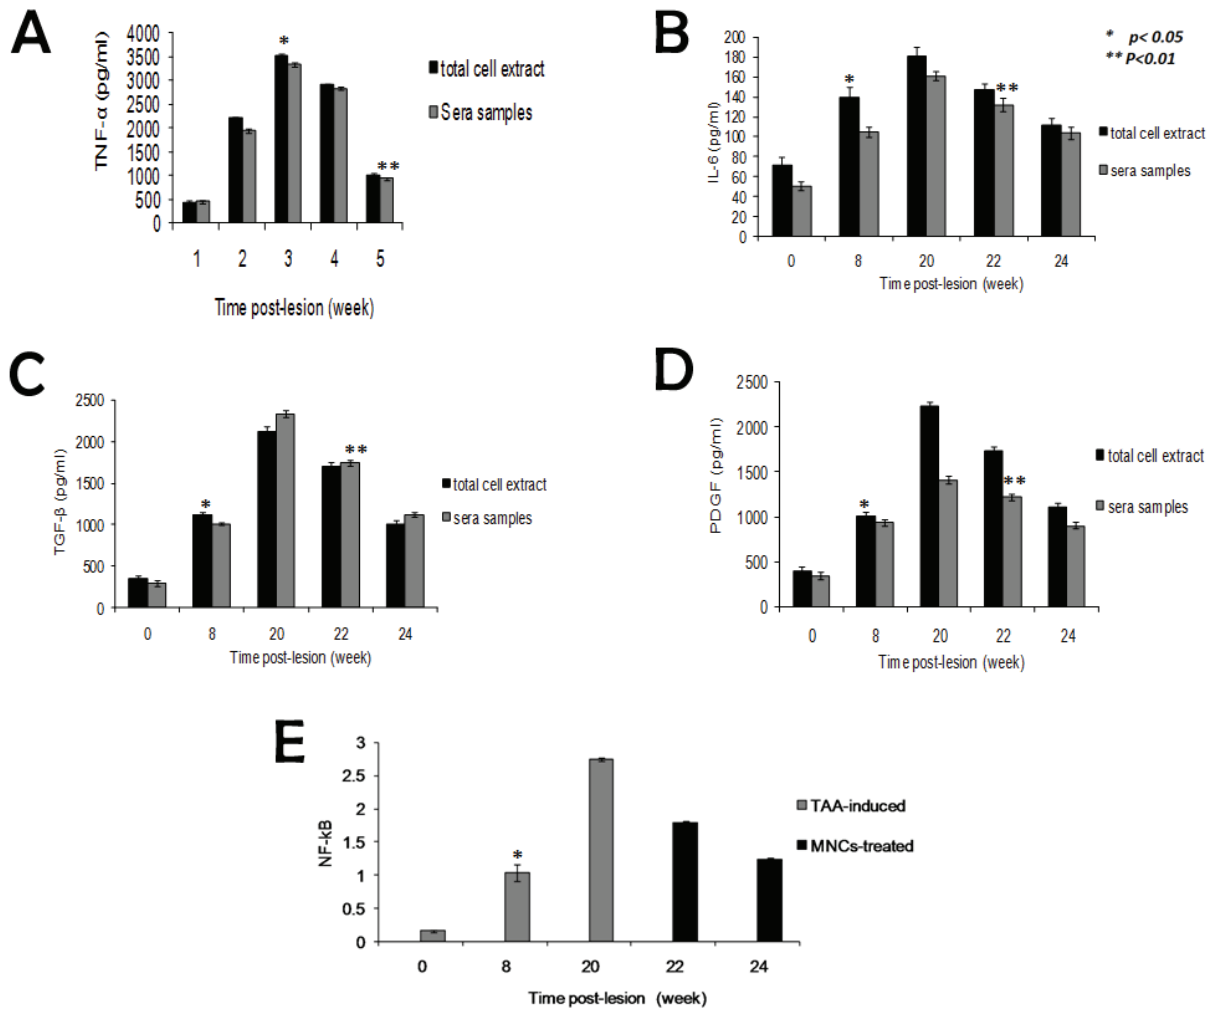 A
TNF-α (pg/ml)
4000
3500
3000
2500
2000
1500
1000
500
0
*
**
1 2 3 4 5
Time post-lesion (week)
total cell extract
Sera samples
B
* p< 0.05
** P<0.01
IL-6 (pg/ml)
200
180
160
140
120
100
80
60
40
20
0
*
**
0 8 20 22 24
Time post-lesion (week)
total cell extract
sera samples
C
TGF-β (pg/ml)
2500
2000
1500
1000
500
0
*
**
0 8 20 22 24
Time post-lesion (week)
total cell extract
sera samples
D
PDGF (pg/ml)
2500
2000
1500
1000
500
0
*
**
0 8 20 22 24
Time post-lesion (week)
total cell extract
sera samples
E
NF-kB
3
2.5
2
1.5
1
0.5
0
*
0 8 20 22 24
Time post-lesion (week)
TAA-induced
MNCs-treated